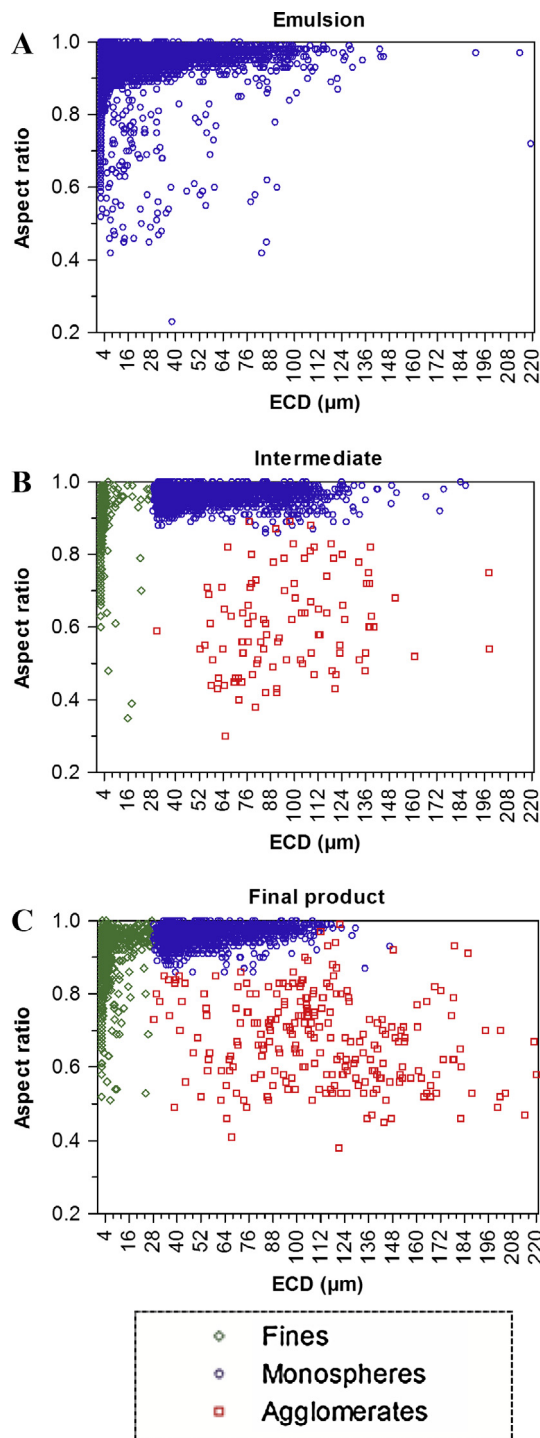 A
Emulsion
1.0
0.8
0.6
0.4
0.2
Aspect ratio
4 16 28 40 52 64 76 88 100 112 124 136 148 160 172 184 196 208 220
ECD (µm)
B
Intermediate
1.0
0.8
0.6
0.4
0.2
Aspect ratio
4 16 28 40 52 64 76 88 100 112 124 136 148 160 172 184 196 208 220
ECD (µm)
C
Final product
1.0
0.8
0.6
0.4
0.2
Aspect ratio
4 16 28 40 52 64 76 88 100 112 124 136 148 160 172 184 196 208 220
ECD (µm)
Fines
Monospheres
Agglomerates